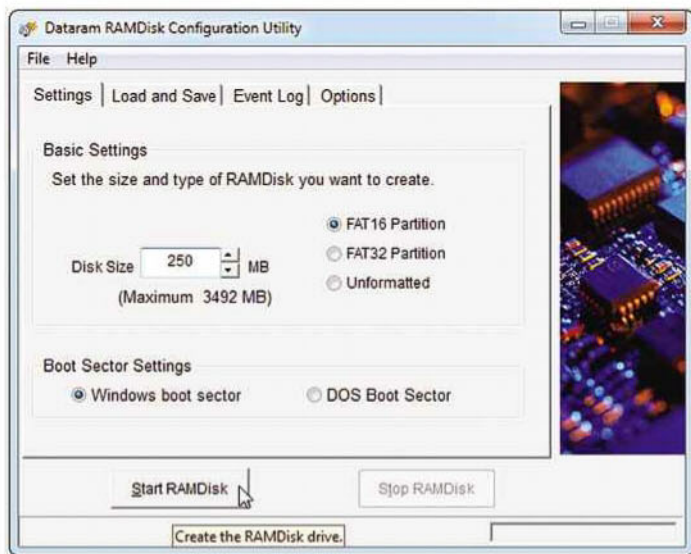 Dataram RAMDisk Configuration Utility
File Help
Settings Load and Save Event Log Options
Basic Settings
Set the size and type of RAMDisk you want to create.
FAT16 Partition
Disk Size 250 MB
FAT32 Partition
(Maximum 3492 MB)
Unformatted
Boot Sector Settings
Windows boot sector DOS Boot Sector
Start RAMDisk Stop RAMDisk
Create the RAMDisk drive.